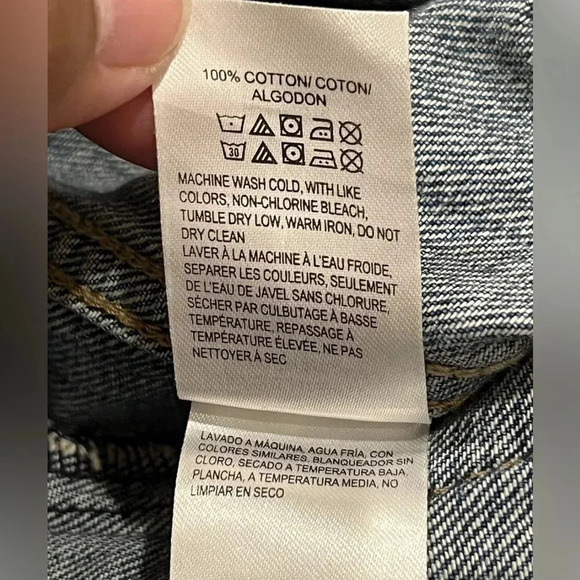 100% COTTON/ COTON/
ALGODON
30
MACHINE WASH COLD, WITH LIKE
COLORS, NON-CHLORINE BLEACH,
TUMBLE DRY LOW, WARM IRON, DO NOT
DRY CLEAN
LAVER À LA MACHINE À L'EAU FROIDE,
SEPARER LES COULEURS, SEULEMENT
DE L'EAU DE JAVEL SANS CHLORURE,
SÉCHER PAR CULBUTAGE À BASSE
TEMPÉRATURE, REPASSAGE À
TEMPÉRATURE ÉLEVÉE, NE PAS
NETTOYER À SEC
LAVADO A MÁQUINA, AGUA FRÍA, CON
COLORES SIMILARES, BLANQUEADOR SIN
CLORO, SECADO A TEMPERATURA BAJA,
PLANCHA, A TEMPERATURA MEDIA, NO
LIMPIAR EN SECO